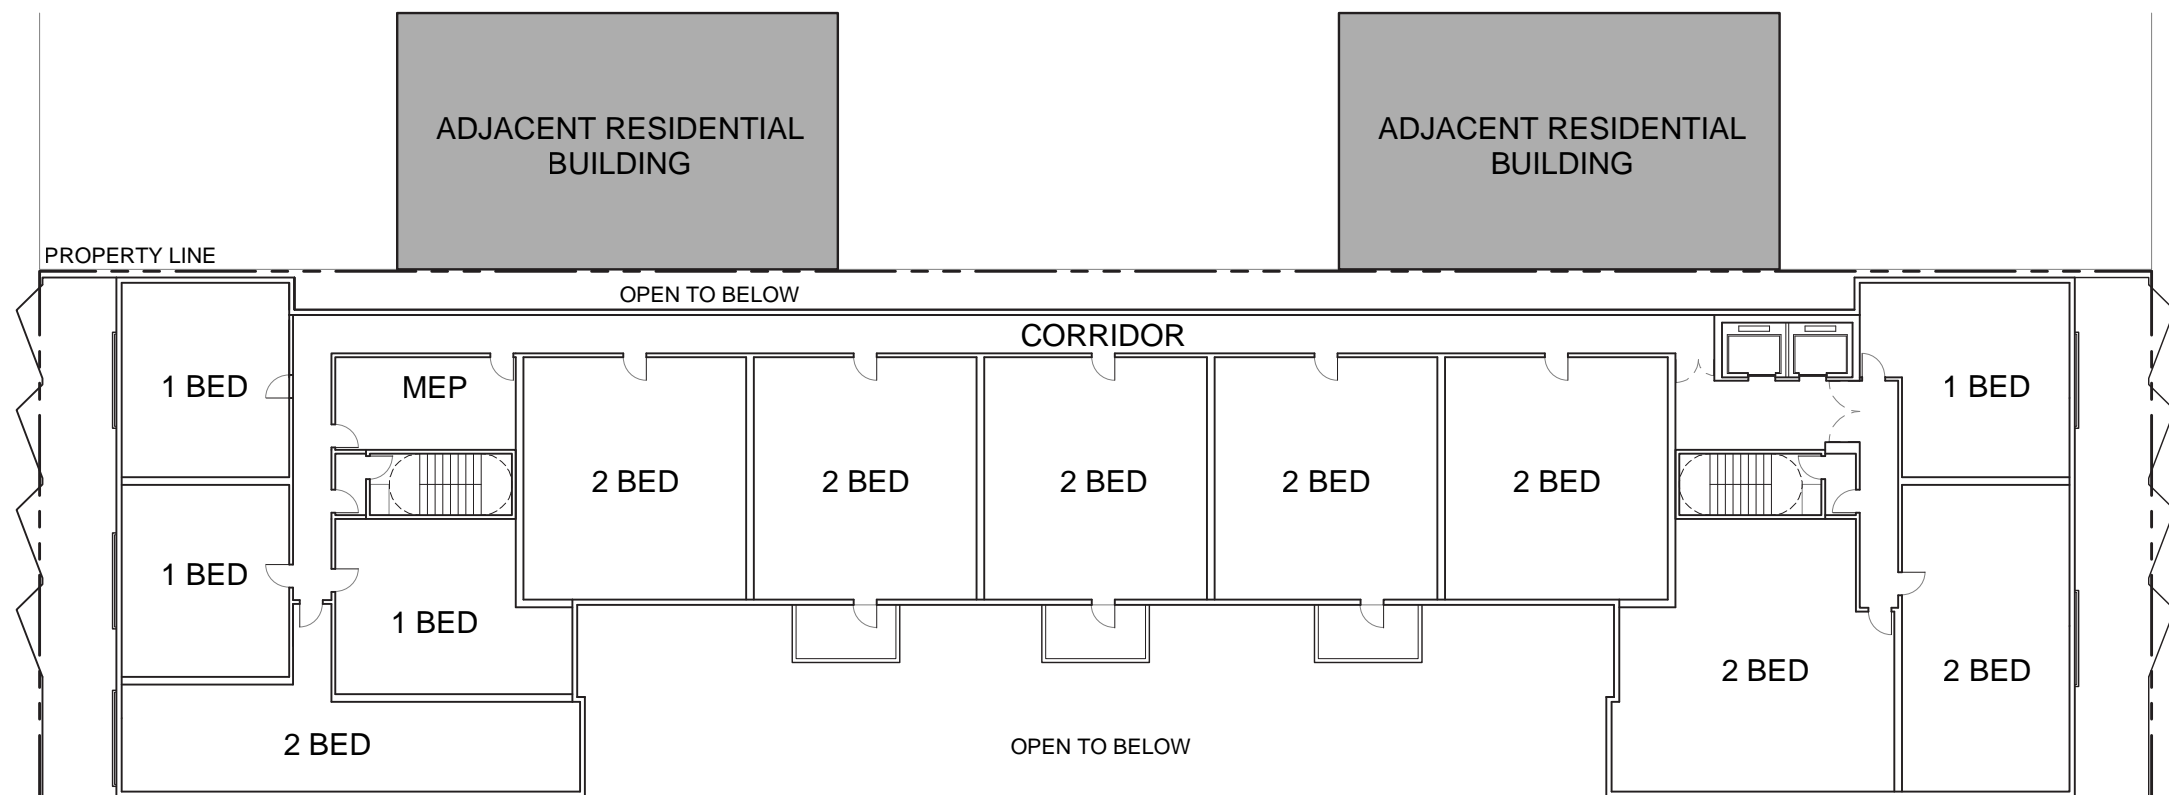 ADJACENT RESIDENTIAL
BUILDING
ADJACENT RESIDENTIAL
BUILDING
PROPERTY LINE
OPEN TO BELOW
CORRIDOR
1 BED
MEP
1 BED
2 BED
2 BED
2 BED
2 BED
2 BED
1 BED
1 BED
2 BED
2 BED
2 BED
OPEN TO BELOW